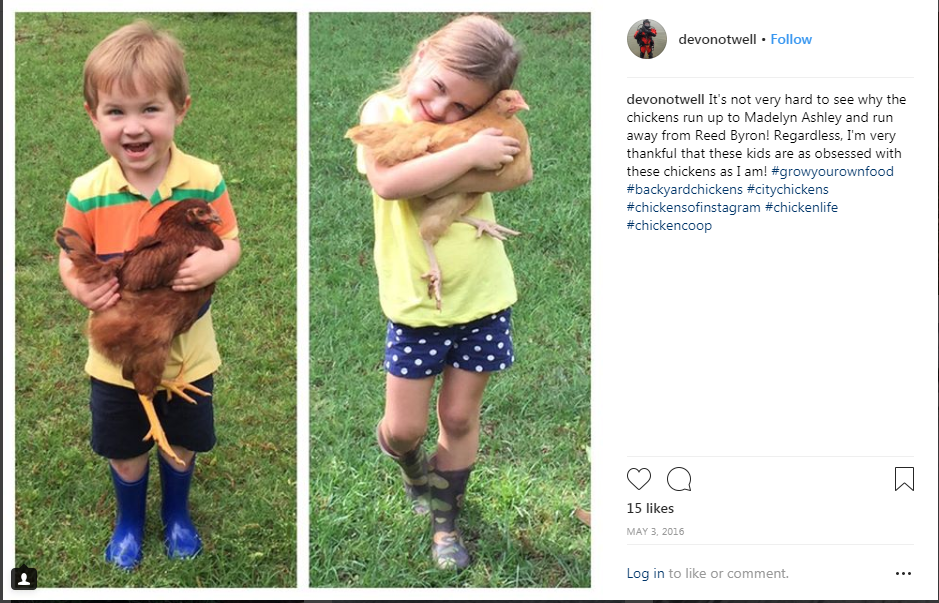 devonotwell • Follow
devonotwell It's not very hard to see why the
chickens run up to Madelyn Ashley and run
away from Reed Byron! Regardless, I'm very
thankful that these kids are as obsessed with
these chickens as I am! #growyourownfood
#backyardchickens #citychickens
#chickensofinstagram #chickenlife
#chickencoop
15 likes
MAY 3, 2016
Log in to like or comment.